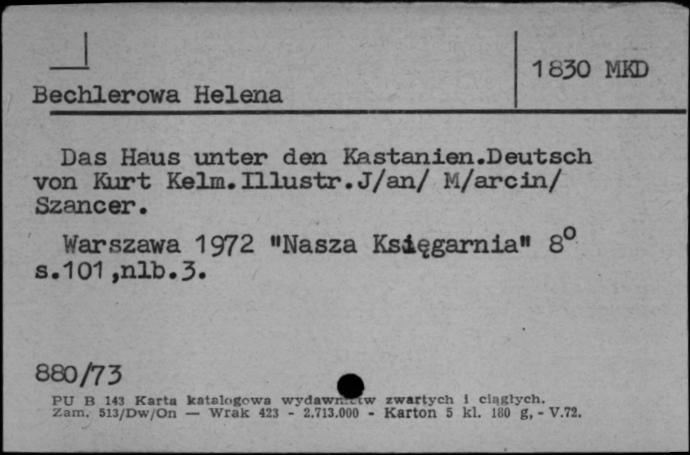 1830 MKD
Bechlerowa Helena
Das Haus unter den Kastanien.Deutsch
von Kurt Kelm.Illustr.J/an/ M/arcin/
Szancer.
Warszawa 1972 "Nasza Księgarnia" 8°
s.101,nlb.3.
880/73
PU B 143 Karta katalogowa zwartych i ciągłych.
Zam. 513/Dw/On — Wrak 423 - 2.713.000 - Karton 5 kl. 180 g, - V.72.